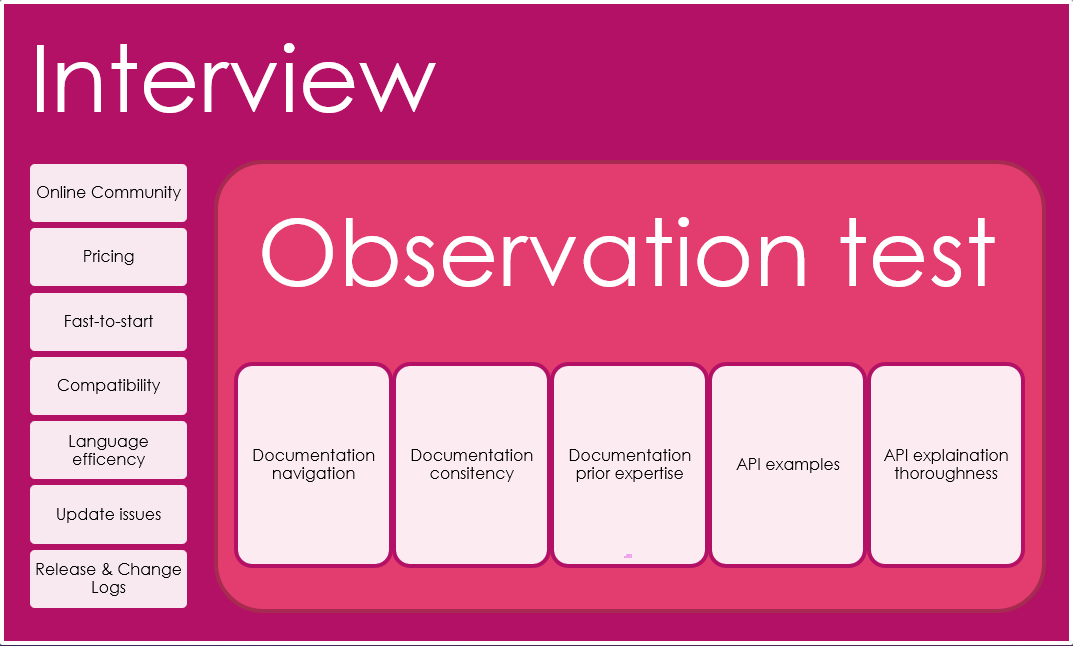 Interview
Online Community
Pricing
Fast-to-start
Compatibility
Language
efficency
Update issues
Release & Change
Logs
Observation test
Documentation
navigation
Documentation
consitency
Documentation
prior expertise
API examples
API explaination
thoroughness